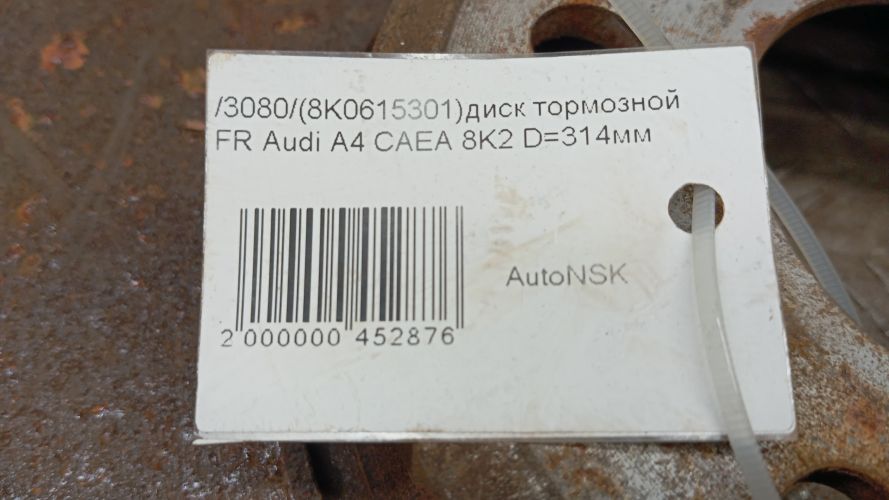 /3080/(8K0615301)диск тормозной
FR Audi A4 CAEA 8K2 D=314мм
AutoNSK
2 000000 452876